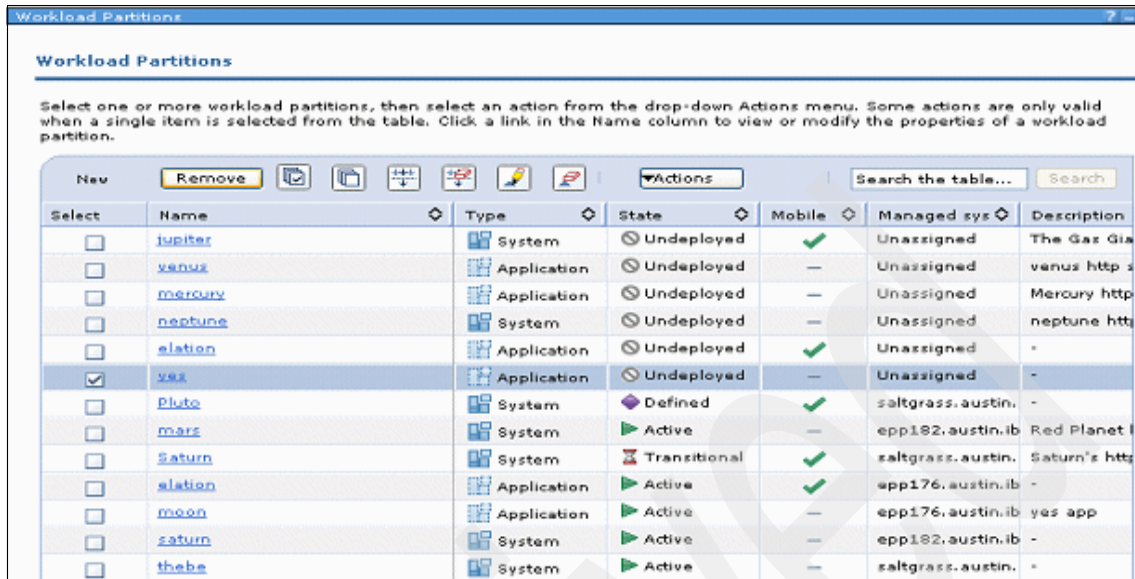 Workload Partitions
Workload Partitions
Select one or more workload partitions, then select an action from the drop-down Actions menu. Some actions are only valid
when a single item is selected from the table. Click a link in the Name column to view or modify the properties of a workload
partition.
New Remove Actions Search the table... Search
Select Name Type State Mobile Managed sys Description
jupiter System Undeployed Unassigned The Gas Gia
venus Application Undeployed — Unassigned venus http s
mercury Application Undeployed — Unassigned Mercury http
neptune System Undeployed — Unassigned neptune http
elation Application Undeployed Unassigned -
yes Application Undeployed — Unassigned -
Pluto System Defined saltgrass.austin. -
mars System Active — epp182.austin.ib Red Planet
Saturn System Transitional saltgrass.austin. Saturn's http
elation Application Active epp176.austin.ib -
moon Application Active — epp176.austin.ib yes app
saturn System Active — epp182.austin.ib -
thebe System Active — saltgrass.austin. -